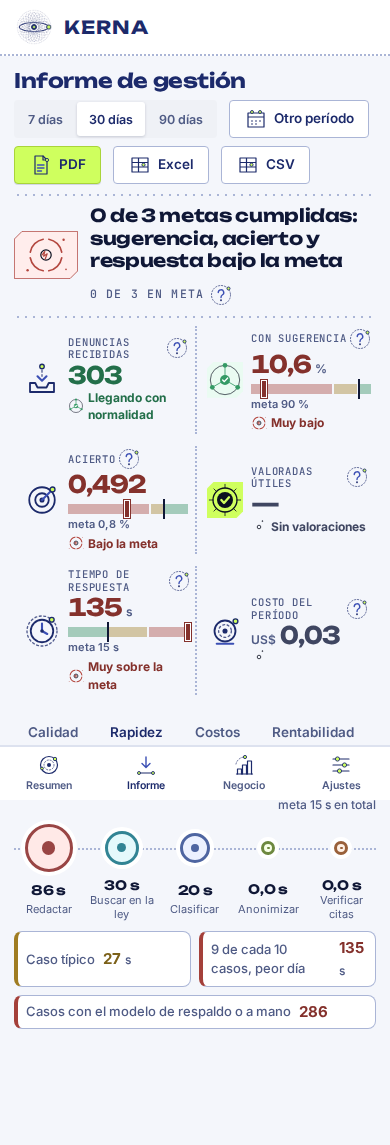 KERNA
Informe de gestión
7 días
30 días
90 días
Otro período
PDF
Excel
CSV
0 de 3 metas cumplidas:
sugerencia, acierto y
respuesta bajo la meta
0 DE 3 EN META ?
DENUNCIAS
RECIBIDAS ?
303
Llegando con
normalidad
CON SUGERENCIA ?
10,6 %
meta 90 %
Muy bajo
ACIERTO ?
0,492
meta 0,8 %
Bajo la meta
VALORADAS
ÚTILES ?
—
Sin valoraciones
TIEMPO DE
RESPUESTA ?
135 s
meta 15 s
Muy sobre la
meta
COSTO DEL
PERÍODO ?
US$ 0,03
Calidad
Rapidez
Costos
Rentabilidad
Resumen
Informe
Negocio
Ajustes
meta 15 s en total
86 s
Redactar
30 s
Buscar en la
ley
20 s
Clasificar
0,0 s
Anonimizar
0,0 s
Verificar
citas
Caso típico 27 s
9 de cada 10
casos, peor día
135
s
Casos con el modelo de respaldo o a mano 286